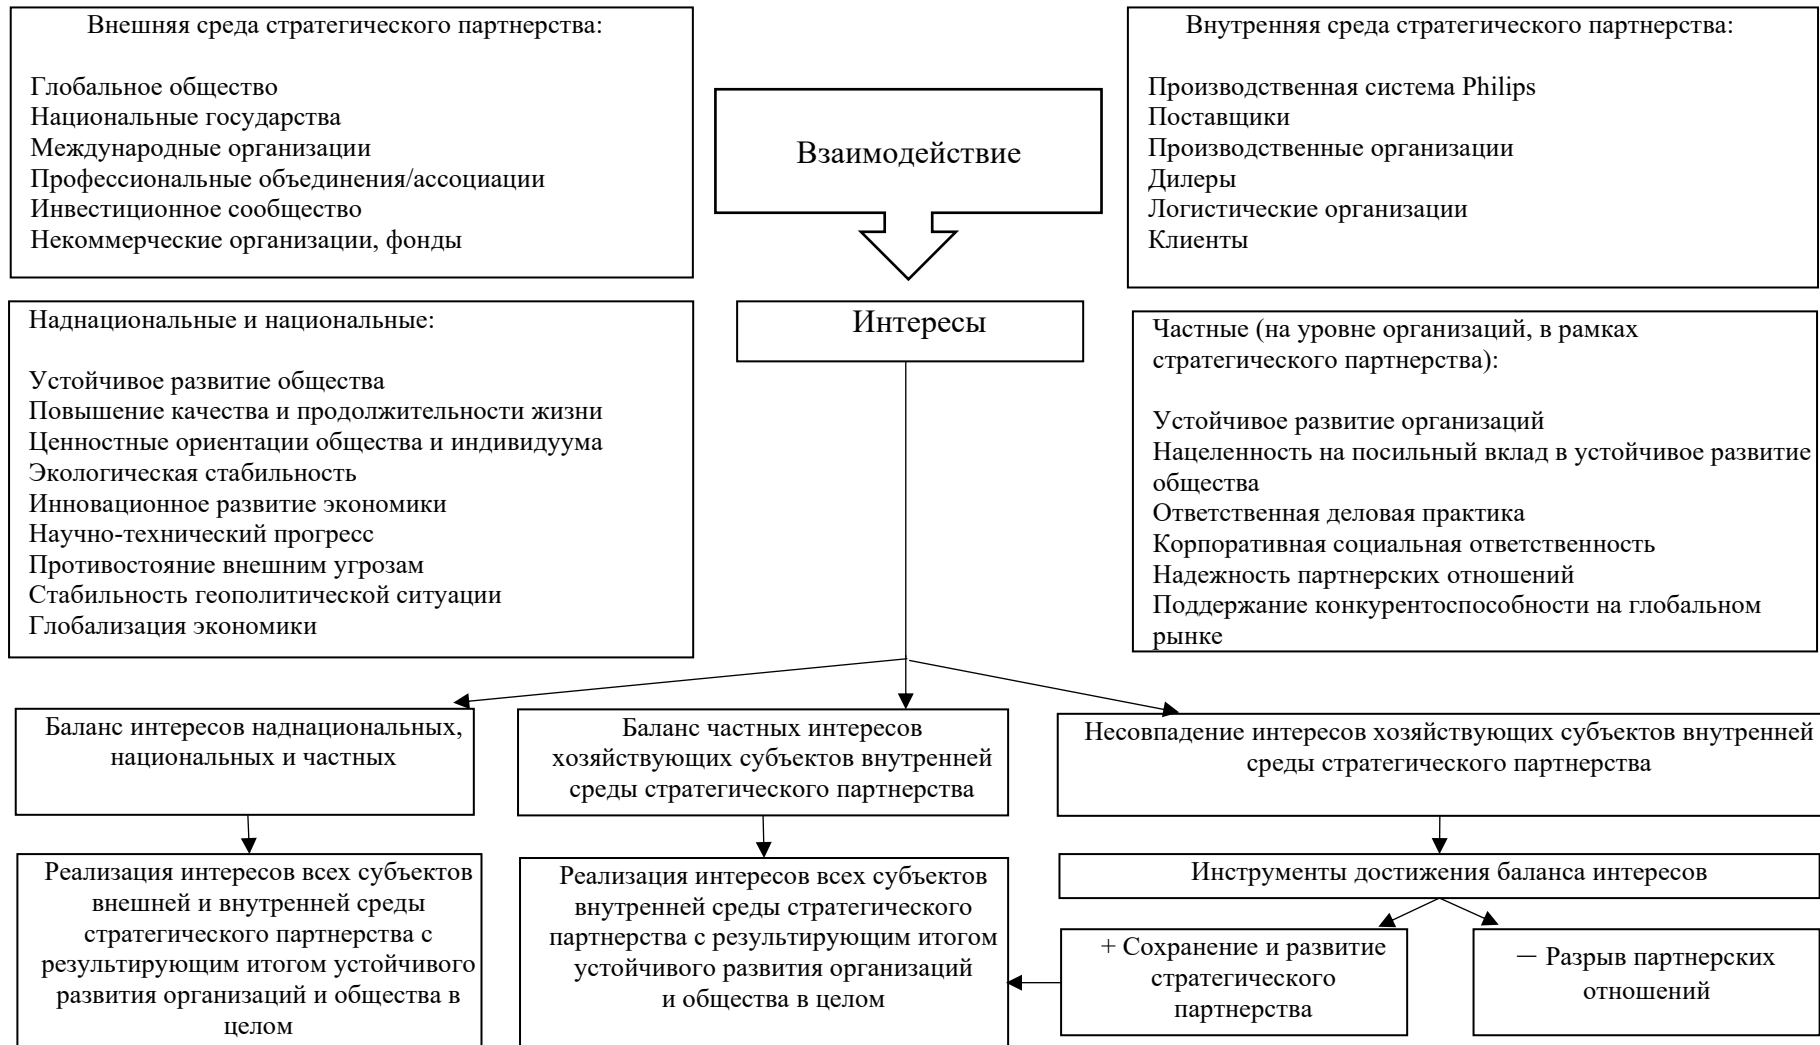 Внешняя среда стратегического партнерства:
Глобальное общество
Национальные государства
Международные организации
Профессиональные объединения/ассоциации
Инвестиционное сообщество
Некоммерческие организации, фонды
Взаимодействие
Внутренняя среда стратегического партнерства:
Производственная система Philips
Поставщики
Производственные организации
Дилеры
Логистические организации
Клиенты
Наднациональные и национальные:
Устойчивое развитие общества
Повышение качества и продолжительности жизни
Ценностные ориентации общества и индивидуума
Экологическая стабильность
Инновационное развитие экономики
Научно-технический прогресс
Противостояние внешним угрозам
Стабильность геополитической ситуации
Глобализация экономики
Интересы
Частные (на уровне организаций, в рамках
стратегического партнерства):
Устойчивое развитие организаций
Нацеленность на посильный вклад в устойчивое развитие
общества
Ответственная деловая практика
Корпоративная социальная ответственность
Надежность партнерских отношений
Поддержание конкурентоспособности на глобальном
рынке
Баланс интересов наднациональных,
национальных и частных
Баланс частных интересов
хозяйствующих субъектов внутренней
среды стратегического партнерства
Несовпадение интересов хозяйствующих субъектов внутренней
среды стратегического партнерства
Реализация интересов всех субъектов
внешней и внутренней среды
стратегического партнерства с
результирующим итогом устойчивого
развития организаций и общества в
целом
Реализация интересов всех субъектов
внутренней среды стратегического
партнерства с результирующим итогом
устойчивого развития организаций
и общества в целом
Инструменты достижения баланса интересов
+ Сохранение и развитие
стратегического
партнерства
— Разрыв партнерских
отношений